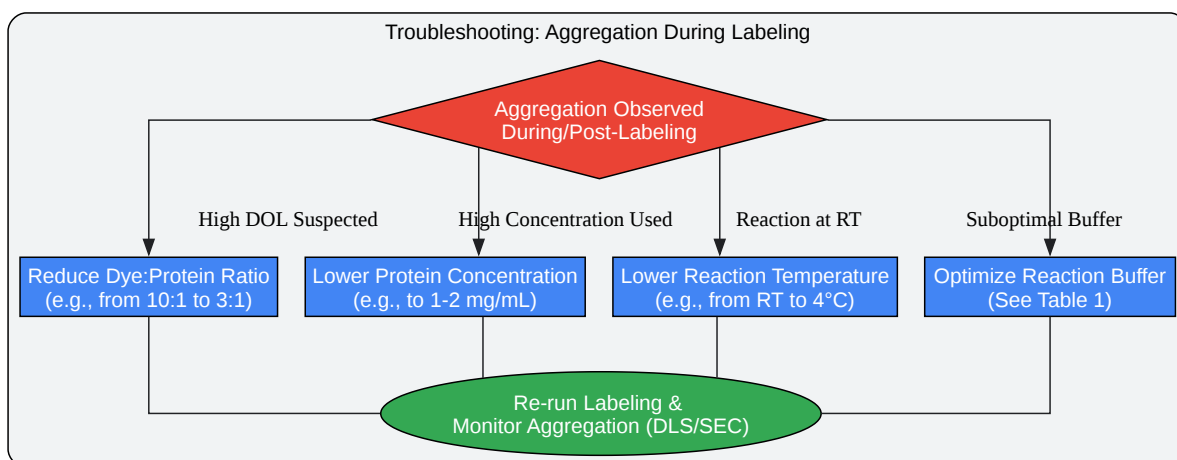 Troubleshooting: Aggregation During Labeling
Aggregation Observed
During/Post-Labeling
High DOL Suspected
High Concentration Used
Reaction at RT
Suboptimal Buffer
Reduce Dye:Protein Ratio
(e.g., from 10:1 to 3:1)
Lower Protein Concentration
(e.g., to 1-2 mg/mL)
Lower Reaction Temperature
(e.g., from RT to 4°C)
Optimize Reaction Buffer
(See Table 1)
Re-run Labeling &
Monitor Aggregation (DLS/SEC)